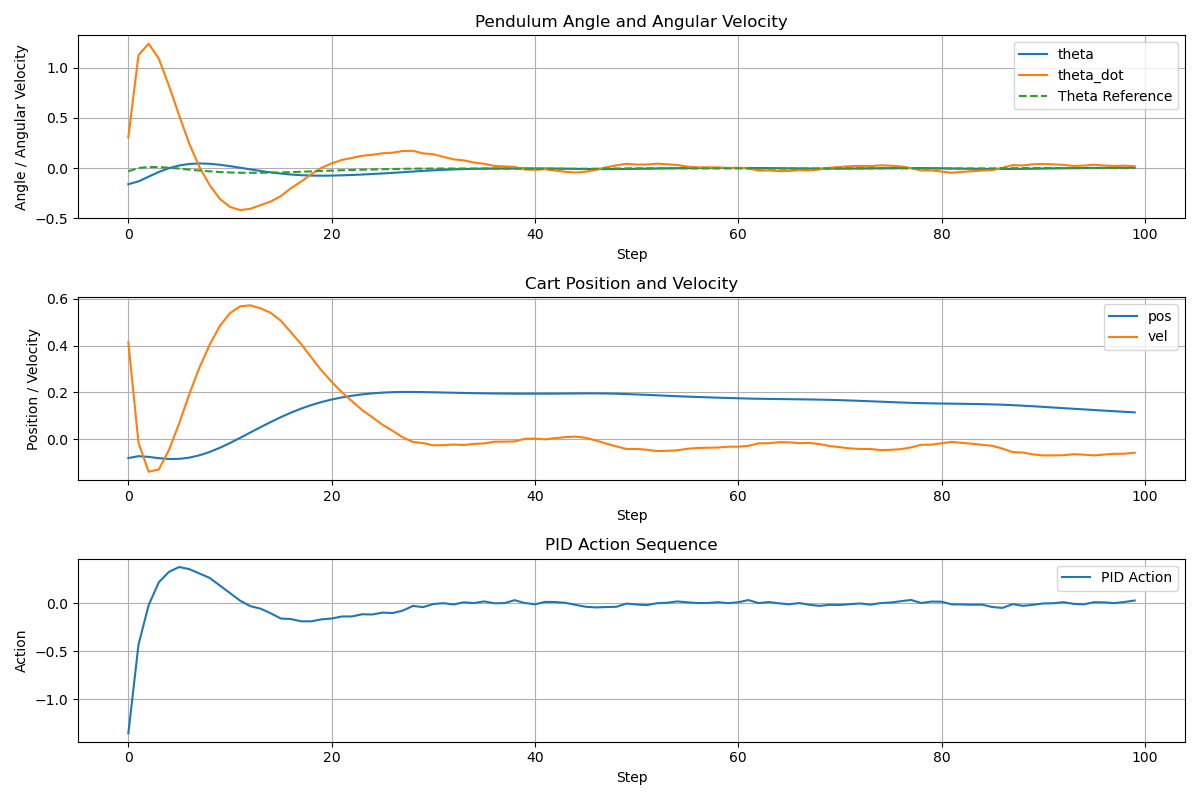 Pendulum Angle and Angular Velocity
Angle / Angular Velocity
1.0
0.5
0.0
−0.5
theta
theta_dot
Theta Reference
0 20 40 60 80 100
Step
Cart Position and Velocity
Position / Velocity
0.6
0.4
0.2
0.0
pos
vel
0 20 40 60 80 100
Step
PID Action Sequence
Action
0.0
−0.5
−1.0
PID Action
0 20 40 60 80 100
Step